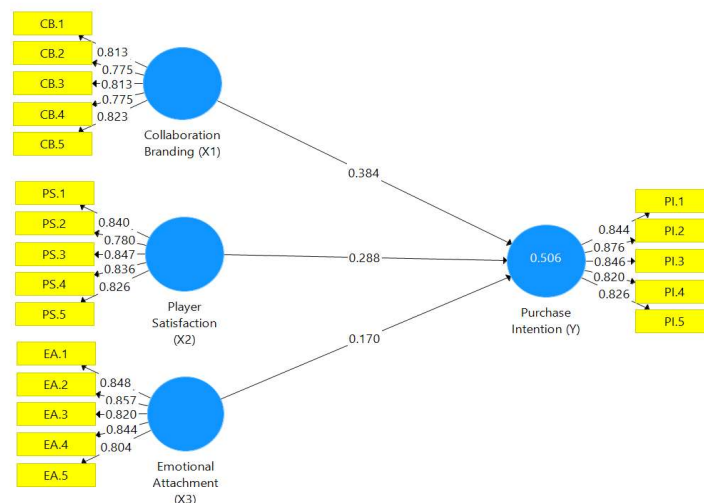 CB.1
CB.2
CB.3
CB.4
CB.5
0.813
0.775
0.813
0.775
0.823
Collaboration
Branding (X1)
0.384
PS.1
PS.2
PS.3
PS.4
PS.5
0.840
0.780
0.847
0.836
0.826
Player
Satisfaction
(X2)
0.288
EA.1
EA.2
EA.3
EA.4
EA.5
0.848
0.857
0.820
0.844
0.804
Emotional
Attachment
(X3)
0.170
0.506
Purchase
Intention (Y)
0.844
0.876
0.846
0.820
0.826
PI.1
PI.2
PI.3
PI.4
PI.5